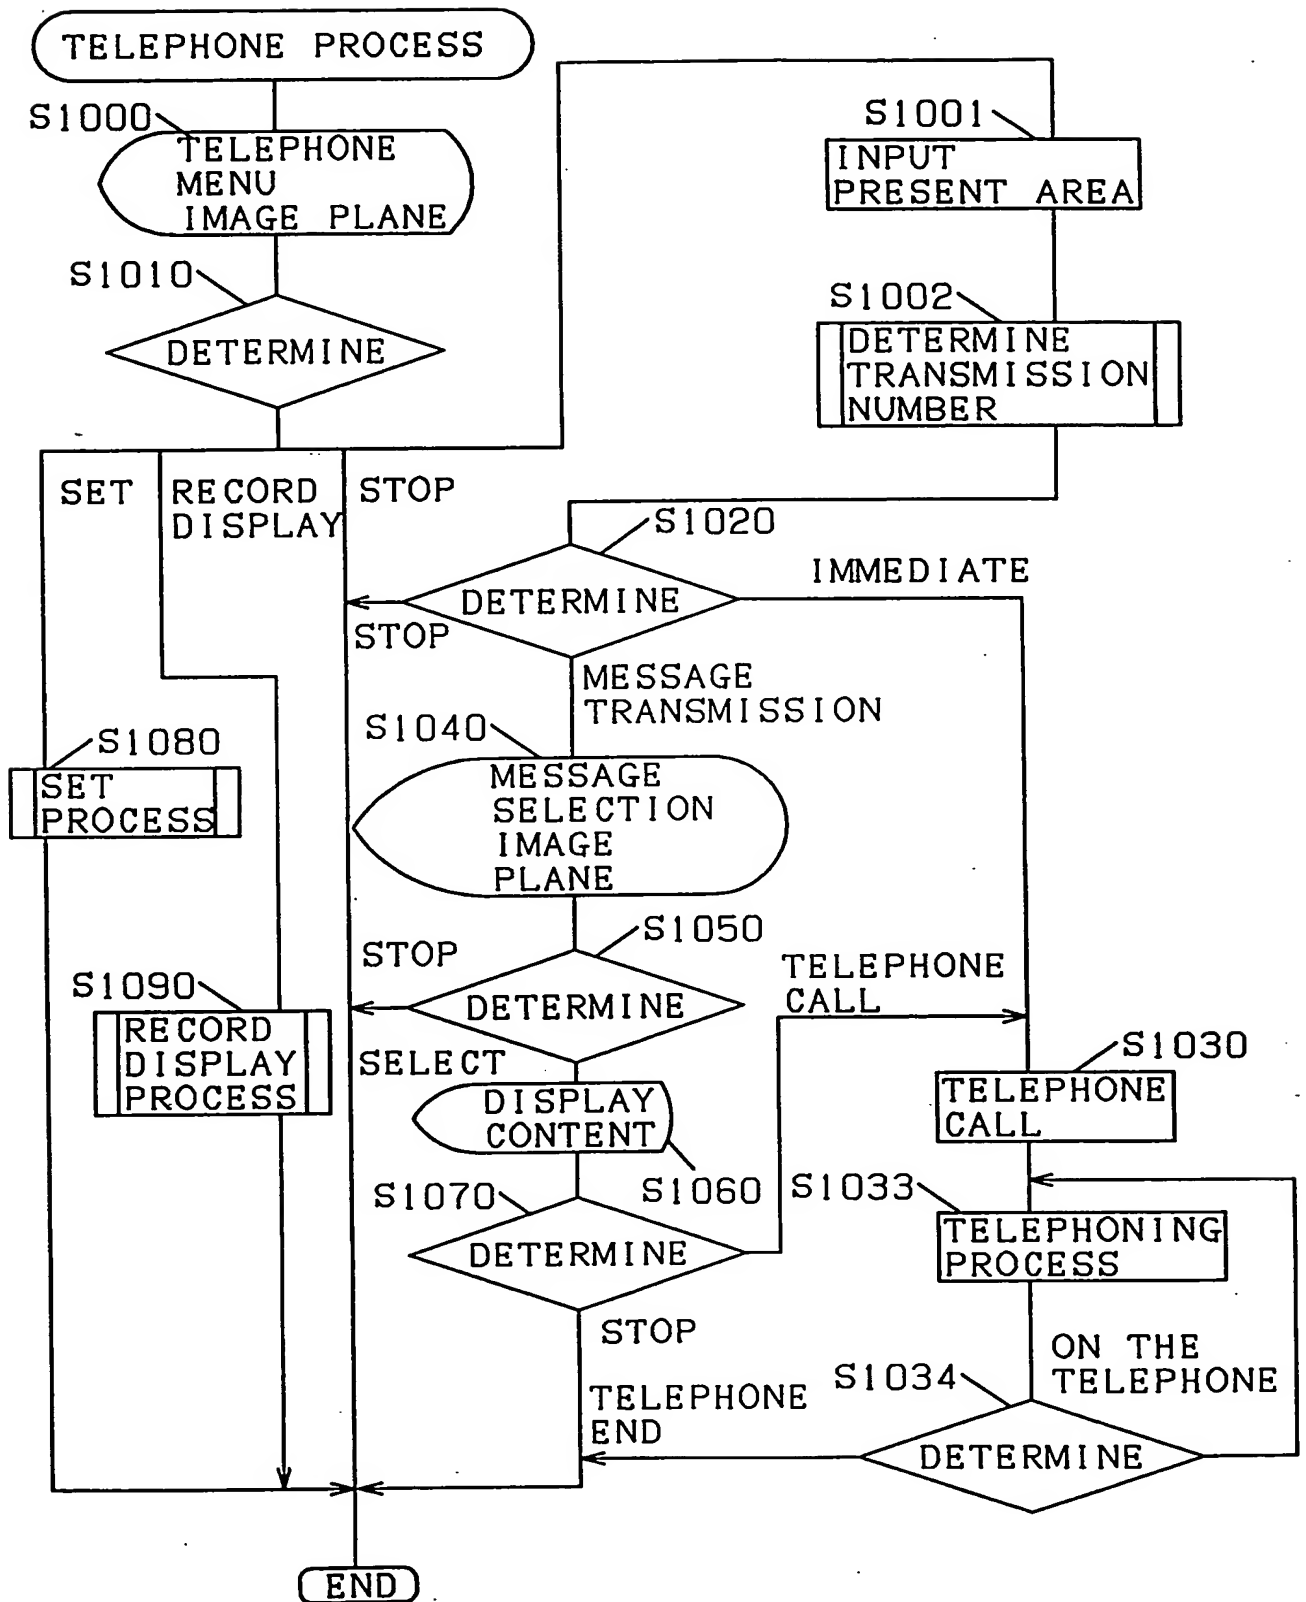 TELEPHONE PROCESS
S1000
TELEPHONE
MENU
IMAGE PLANE
S1010
DETERMINE
S1001
INPUT
PRESENT AREA
S1002
DETERMINE
TRANSMISSION
NUMBER
SET
RECORD
DISPLAY
STOP
S1020
DETERMINE
IMMEDIATE
STOP
MESSAGE
TRANSMISSION
S1080
SET
PROCESS
S1040
MESSAGE
SELECTION
IMAGE
PLANE
S1050
STOP
DETERMINE
TELEPHONE
CALL
S1090
RECORD
DISPLAY
PROCESS
SELECT
DISPLAY
CONTENT
S1060
S1030
TELEPHONE
CALL
S1070
DETERMINE
S1033
TELEPHONING
PROCESS
STOP
ON THE
TELEPHONE
S1034
DETERMINE
TELEPHONE
END
END